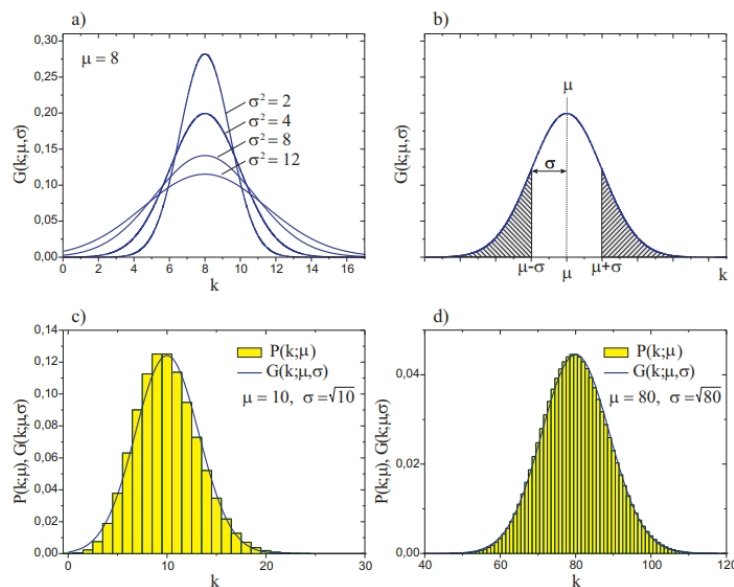 a)
G(k;μ,σ)
0,30
0,25
0,20
0,15
0,10
0,05
0,00
μ = 8
σ² = 2
σ² = 4
σ² = 8
σ² = 12
0 2 4 6 8 10 12 14 16
k
b)
G(k;μ,σ)
μ
σ
μ-σ μ μ+σ k
c)
P(k;μ), G(k;μ,σ)
0,14
0,12
0,10
0,08
0,06
0,04
0,02
0,00
P(k;μ)
G(k;μ,σ)
μ = 10, σ=√10
0 10 20 30
k
d)
P(k;μ), G(k;μ,σ)
0,04
0,02
0,00
P(k;μ)
G(k;μ,σ)
μ = 80, σ=√80
40 60 80 100 120
k